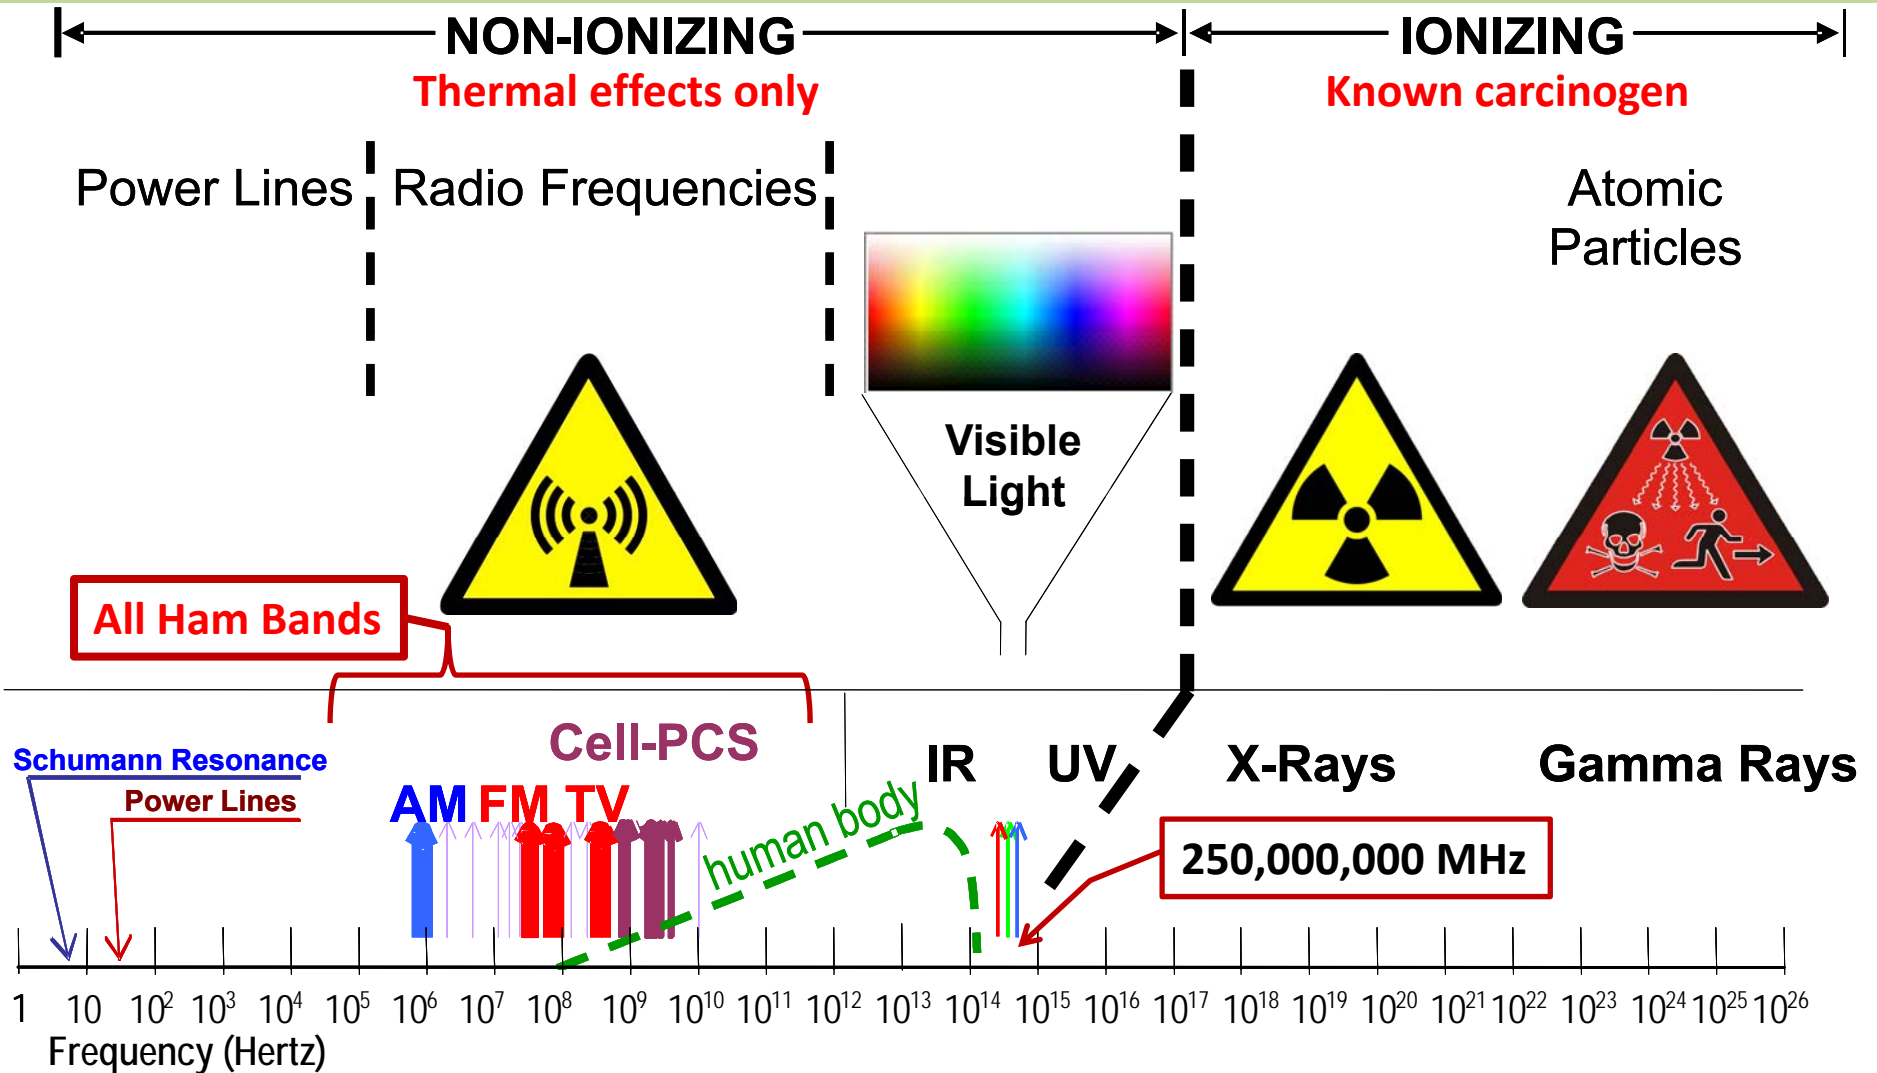 NON-IONIZING
IONIZING
Thermal effects only
Known carcinogen
Power Lines
Radio Frequencies
Atomic
Particles
Visible
Light
All Ham Bands
Cell-PCS
Schumann Resonance
Power Lines
AM FM TV
human body
IR
UV
X-Rays
Gamma Rays
250,000,000 MHz
1 10 10² 10³ 10⁴ 10⁵ 10⁶ 10⁷ 10⁸ 10⁹ 10¹⁰ 10¹¹ 10¹² 10¹³ 10¹⁴ 10¹⁵ 10¹⁶ 10¹⁷ 10¹⁸ 10¹⁹ 10²⁰ 10²¹ 10²² 10²³ 10²⁴ 10²⁵ 10²⁶
Frequency (Hertz)